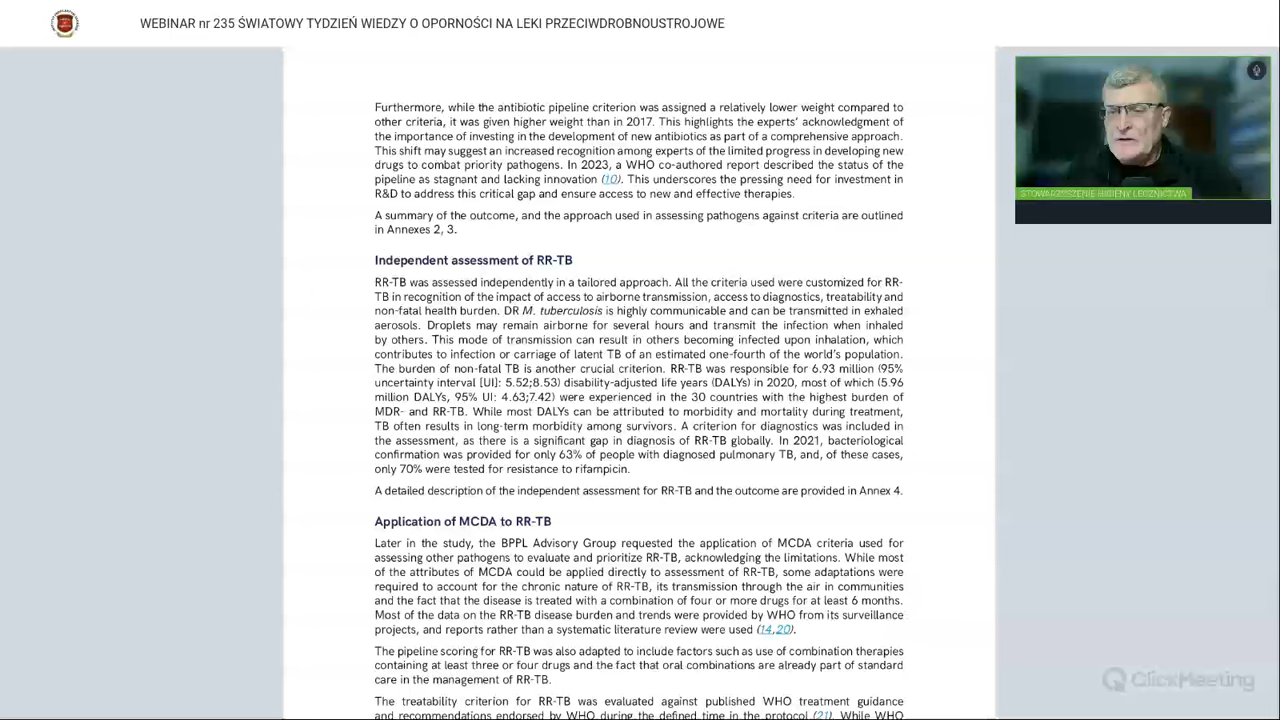 WEBINAR nr 235 ŚWIATOWY TYDZIEŃ WIEDZY O OPORNOŚCI NA LEKI PRZECIWDROBNOUSTROJOWE
Furthermore, while the antibiotic pipeline criterion was assigned a relatively lower weight compared to
other criteria, it was given higher weight than in 2017. This highlights the experts’ acknowledgment of
the importance of investing in the development of new antibiotics as part of a comprehensive approach.
This shift may suggest an increased recognition among experts of the limited progress in developing new
drugs to combat priority pathogens. In 2023, a WHO co-authored report described the status of the
pipeline as stagnant and lacking innovation (10). This underscores the pressing need for investment in
R&D to address this critical gap and ensure access to new and effective therapies.
A summary of the outcome, and the approach used in assessing pathogens against criteria are outlined
in Annexes 2, 3.
Independent assessment of RR-TB
RR-TB was assessed independently in a tailored approach. All the criteria used were customized for RR-
TB in recognition of the impact of access to airborne transmission, access to diagnostics, treatability and
non-fatal health burden. DR M. tuberculosis is highly communicable and can be transmitted in exhaled
aerosols. Droplets may remain airborne for several hours and transmit the infection when inhaled
by others. This mode of transmission can result in others becoming infected upon inhalation, which
contributes to infection or carriage of latent TB of an estimated one-fourth of the world’s population.
The burden of non-fatal TB is another crucial criterion. RR-TB was responsible for 6.93 million (95%
uncertainty interval [UI]: 5.52;8.53) disability-adjusted life years (DALYs) in 2020, most of which (5.96
million DALYs, 95% UI: 4.63;7.42) were experienced in the 30 countries with the highest burden of
MDR- and RR-TB. While most DALYs can be attributed to morbidity and mortality during treatment,
TB often results in long-term morbidity among survivors. A criterion for diagnostics was included in
the assessment, as there is a significant gap in diagnosis of RR-TB globally. In 2021, bacteriological
confirmation was provided for only 63% of people with diagnosed pulmonary TB, and, of these cases,
only 70% were tested for resistance to rifampicin.
A detailed description of the independent assessment for RR-TB and the outcome are provided in Annex 4.
Application of MCDA to RR-TB
Later in the study, the BPPL Advisory Group requested the application of MCDA criteria used for
assessing other pathogens to evaluate and prioritize RR-TB, acknowledging the limitations. While most
of the attributes of MCDA could be applied directly to assessment of RR-TB, some adaptations were
required to account for the chronic nature of RR-TB, its transmission through the air in communities
and the fact that the disease is treated with a combination of four or more drugs for at least 6 months.
Most of the data on the RR-TB disease burden and trends were provided by WHO from its surveillance
projects, and reports rather than a systematic literature review were used (14,20).
The pipeline scoring for RR-TB was also adapted to include factors such as use of combination therapies
containing at least three or four drugs and the fact that oral combinations are already part of standard
care in the management of RR-TB.
The treatability criterion for RR-TB was evaluated against published WHO treatment guidance
and recommendations endorsed by WHO during the defined time in the protocol (21). While WHO
STOWARZYSZENIE HIGIENY LECZNICTWA
ClickMeeting